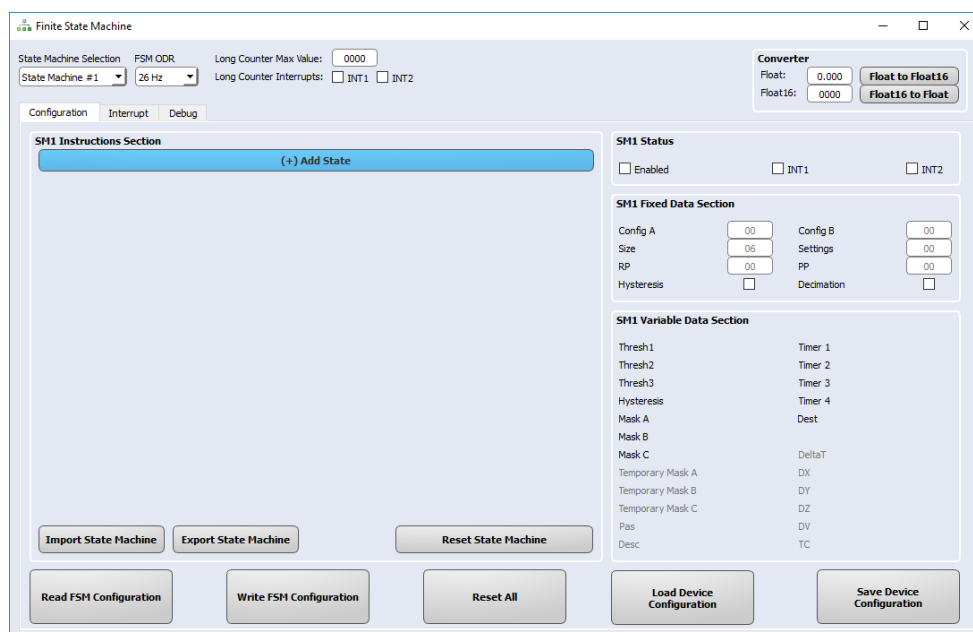 Finite State Machine
State Machine Selection FSM ODR Long Counter Max Value: 0000
State Machine #1 26 Hz Long Counter Interrupts: INT1 INT2
Converter
Float: 0.000 Float to Float16
Float16: 0000 Float16 to Float
Configuration Interrupt Debug
SM1 Instructions Section
(+) Add State
Import State Machine Export State Machine Reset State Machine
SM1 Status
Enabled INT1 INT2
SM1 Fixed Data Section
Config A 00 Config B 00
Size 06 Settings 00
RP 00 PP 00
Hysteresis Decimation
SM1 Variable Data Section
Thresh1 Timer 1
Thresh2 Timer 2
Thresh3 Timer 3
Hysteresis Timer 4
Mask A Dest
Mask B
Mask C DeltaT
Temporary Mask A DX
Temporary Mask B DY
Temporary Mask C DZ
Pas DV
Desc TC
Read FSM Configuration Write FSM Configuration Reset All
Load Device
Configuration
Save Device
Configuration